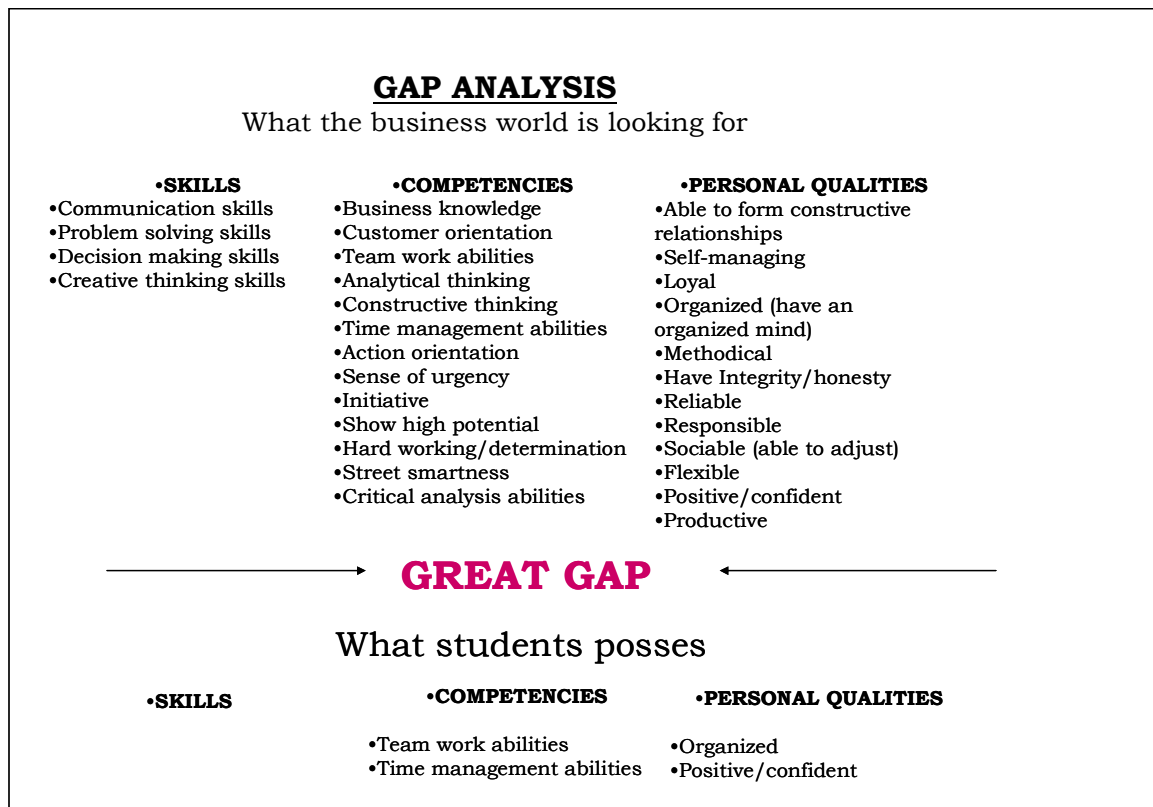 GAP ANALYSIS
What the business world is looking for
•SKILLS
•Communication skills
•Problem solving skills
•Decision making skills
•Creative thinking skills
•COMPETENCIES
•Business knowledge
•Customer orientation
•Team work abilities
•Analytical thinking
•Constructive thinking
•Time management abilities
•Action orientation
•Sense of urgency
•Initiative
•Show high potential
•Hard working/determination
•Street smartness
•Critical analysis abilities
•PERSONAL QUALITIES
•Able to form constructive
relationships
•Self-managing
•Loyal
•Organized (have an
organized mind)
•Methodical
•Have Integrity/honesty
•Reliable
•Responsible
•Sociable (able to adjust)
•Flexible
•Positive/confident
•Productive
GREAT GAP
What students posses
•SKILLS
•COMPETENCIES
•Team work abilities
•Time management abilities
•PERSONAL QUALITIES
•Organized
•Positive/confident